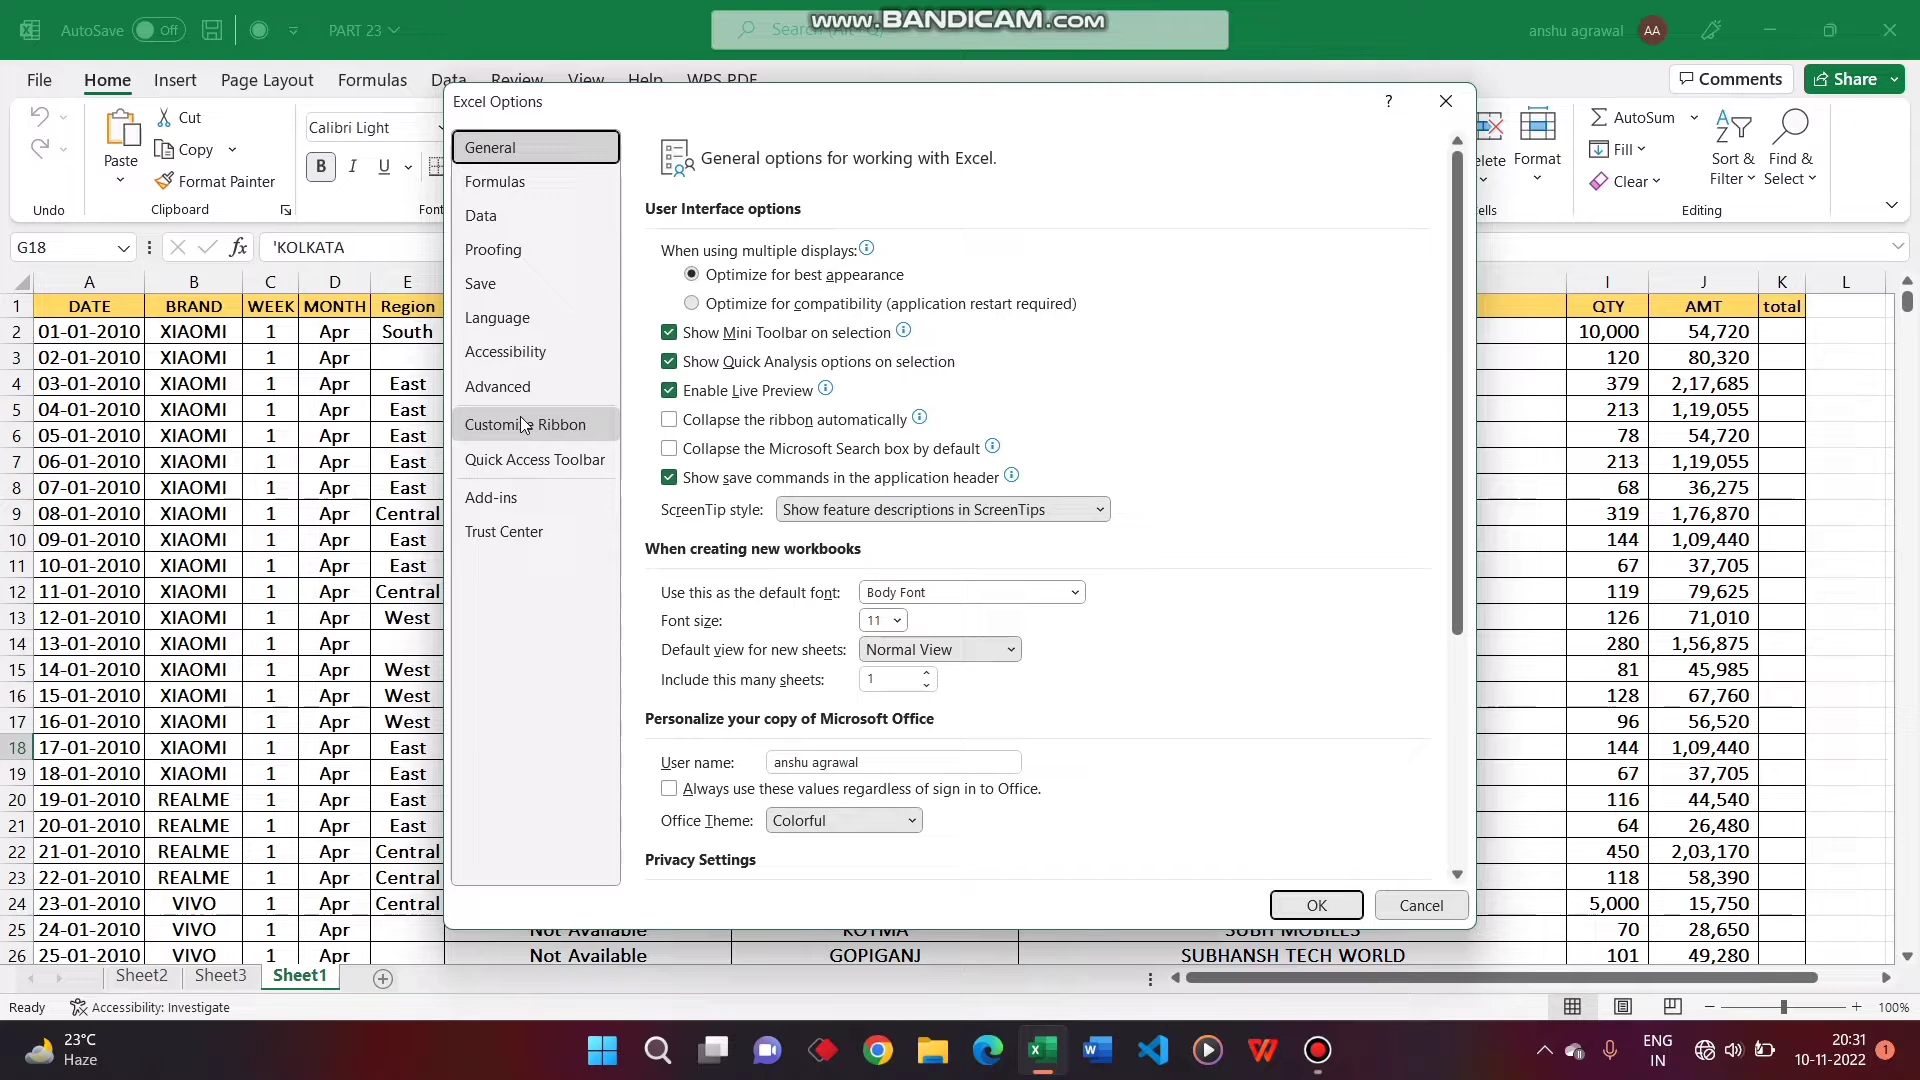 AutoSave Off PART 23 Search (Alt+Q) anshu agrawal AA
www.BANDICAM.com
File Home Insert Page Layout Formulas Data Review View Help WPS PDF Comments Share
Undo
Paste
Cut
Copy
Format Painter
Clipboard
Calibri Light
B I U
Font
Delete
Format
Cells
AutoSum
Fill
Clear
Sort &
Filter
Find &
Select
Editing
G18 fx 'KOLKATA
A B C D E I J K L
1 DATE BRAND WEEK MONTH Region QTY AMT total
2 01-01-2010 XIAOMI 1 Apr South 10,000 54,720
3 02-01-2010 XIAOMI 1 Apr 120 80,320
4 03-01-2010 XIAOMI 1 Apr East 379 2,17,685
5 04-01-2010 XIAOMI 1 Apr East 213 1,19,055
6 05-01-2010 XIAOMI 1 Apr East 78 54,720
7 06-01-2010 XIAOMI 1 Apr East 213 1,19,055
8 07-01-2010 XIAOMI 1 Apr East 68 36,275
9 08-01-2010 XIAOMI 1 Apr Central 319 1,76,870
10 09-01-2010 XIAOMI 1 Apr East 144 1,09,440
11 10-01-2010 XIAOMI 1 Apr East 67 37,705
12 11-01-2010 XIAOMI 1 Apr Central 119 79,625
13 12-01-2010 XIAOMI 1 Apr West 126 71,010
14 13-01-2010 XIAOMI 1 Apr 280 1,56,875
15 14-01-2010 XIAOMI 1 Apr West 81 45,985
16 15-01-2010 XIAOMI 1 Apr West 128 67,760
17 16-01-2010 XIAOMI 1 Apr West 96 56,520
18 17-01-2010 XIAOMI 1 Apr East 144 1,09,440
19 18-01-2010 XIAOMI 1 Apr East 67 37,705
20 19-01-2010 REALME 1 Apr East 116 44,540
21 20-01-2010 REALME 1 Apr East 64 26,480
22 21-01-2010 REALME 1 Apr Central 450 2,03,170
23 22-01-2010 REALME 1 Apr Central 118 58,390
24 23-01-2010 VIVO 1 Apr Central 5,000 15,750
25 24-01-2010 VIVO 1 Apr Not Available KOTMA SUBH MOBILES 70 28,650
26 25-01-2010 VIVO 1 Apr Not Available GOPIGANJ SUBHANSH TECH WORLD 101 49,280
Excel Options ?
General
Formulas
Data
Proofing
Save
Language
Accessibility
Advanced
Customize Ribbon
Quick Access Toolbar
Add-ins
Trust Center
General options for working with Excel.
User Interface options
When using multiple displays:
Optimize for best appearance
Optimize for compatibility (application restart required)
Show Mini Toolbar on selection
Show Quick Analysis options on selection
Enable Live Preview
Collapse the ribbon automatically
Collapse the Microsoft Search box by default
Show save commands in the application header
ScreenTip style: Show feature descriptions in ScreenTips
When creating new workbooks
Use this as the default font: Body Font
Font size: 11
Default view for new sheets: Normal View
Include this many sheets: 1
Personalize your copy of Microsoft Office
User name: anshu agrawal
Always use these values regardless of sign in to Office.
Office Theme: Colorful
Privacy Settings
OK Cancel
Sheet2 Sheet3 Sheet1
Ready Accessibility: Investigate 100%
23°C
Haze
ENG
IN
20:31
10-11-2022
1